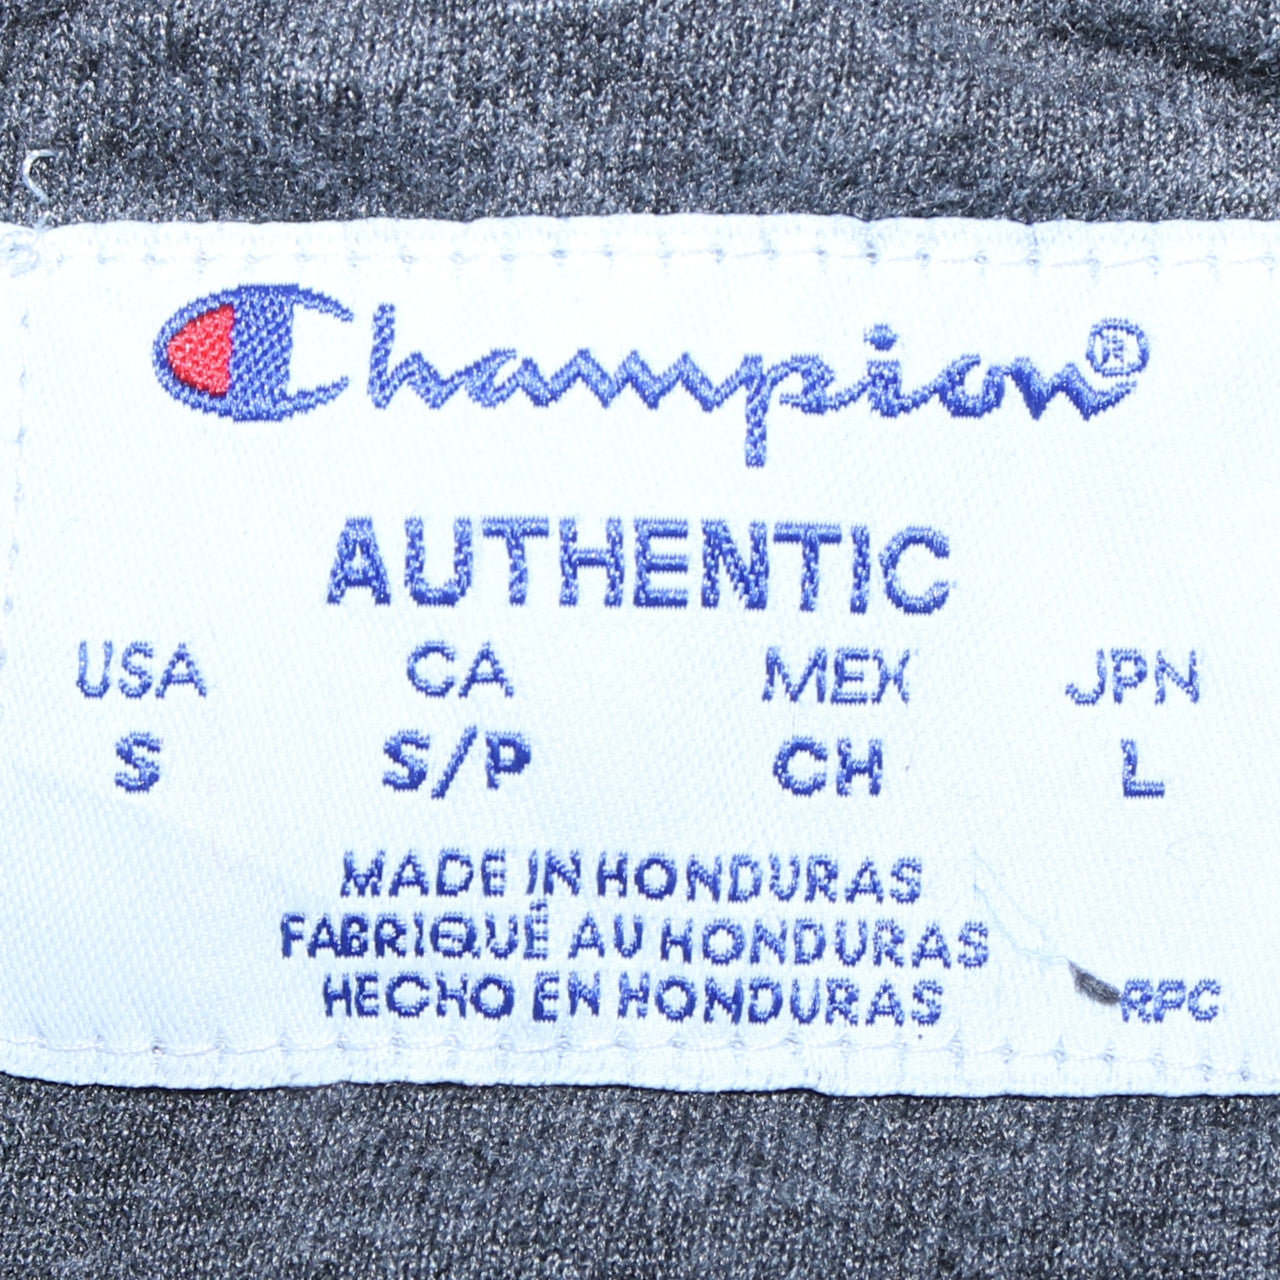 Champion®
AUTHENTIC
USA CA MEX JPN
S S/P CH L
MADE IN HONDURAS
FABRIQUÉ AU HONDURAS
HECHO EN HONDURAS RPC